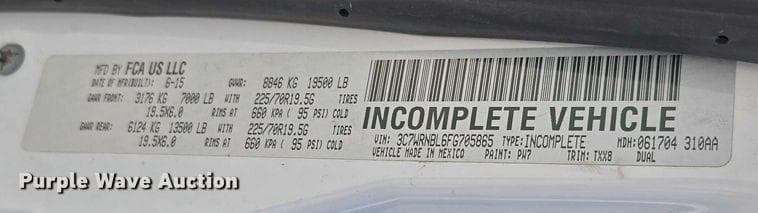 MFD BY FCA US LLC
DATE OF MFR(BUILT): 6-15 GVWR: 8846 KG 19500 LB
GAWR FRONT: 3176 KG 7000 LB WITH 225/70R19.5G TIRES
19.5X6.0 RIMS AT 660 KPA ( 95 PSI) COLD
GAWR REAR: 6124 KG 13500 LB WITH 225/70R19.5G TIRES
19.5X6.0 RIMS AT 660 KPA ( 95 PSI) COLD
INCOMPLETE VEHICLE
VIN: 3C7WRNBL6FG705865 TYPE: INCOMPLETE MDH: 061704 310AA
VEHICLE MADE IN MEXICO PAINT: PW7 TRIM: TXX8 DUAL
Purple Wave Auction